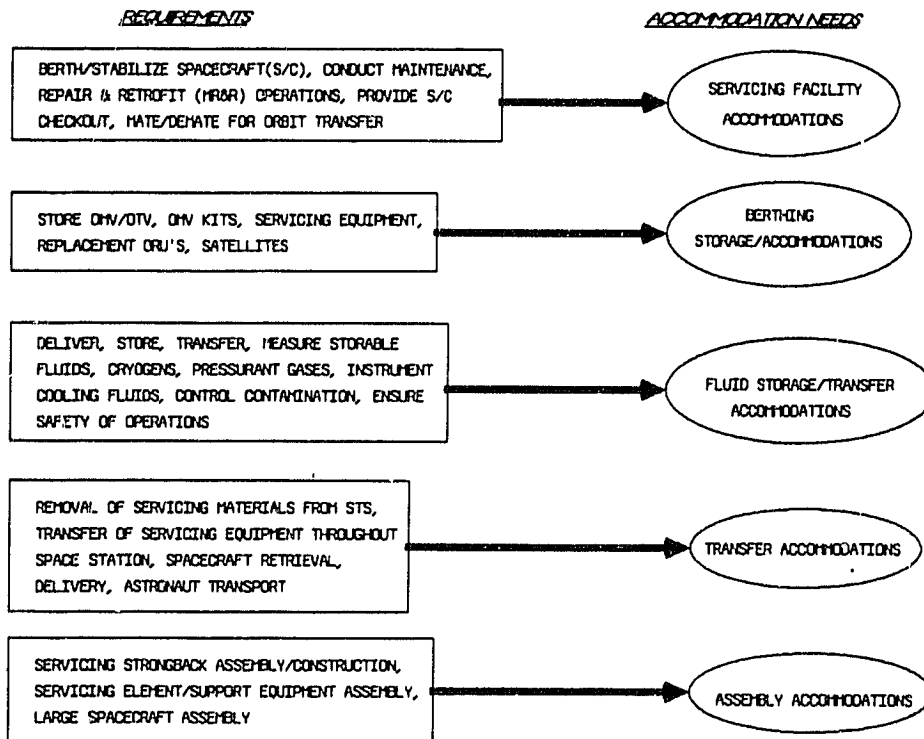 REQUIREMENTS
ACCOMMODATION NEEDS
BERTH/STABILIZE SPACECRAFT(S/C), CONDUCT MAINTENANCE,
REPAIR & RETROFIT (MR&R) OPERATIONS, PROVIDE S/C
CHECKOUT, MATE/DEMATE FOR ORBIT TRANSFER
SERVICING FACILITY
ACCOMMODATIONS
STORE OMV/OTV, OMV KITS, SERVICING EQUIPMENT,
REPLACEMENT ORU'S, SATELLITES
BERTHING
STORAGE/ACCOMMODATIONS
DELIVER, STORE, TRANSFER, MEASURE STORABLE
FLUIDS, CRYOGENS, PRESSURANT GASES, INSTRUMENT
COOLING FLUIDS, CONTROL CONTAMINATION, ENSURE
SAFETY OF OPERATIONS
FLUID STORAGE/TRANSFER
ACCOMMODATIONS
REMOVAL OF SERVICING MATERIALS FROM STS,
TRANSFER OF SERVICING EQUIPMENT THROUGHOUT
SPACE STATION, SPACECRAFT RETRIEVAL,
DELIVERY, ASTRONAUT TRANSPORT
TRANSFER ACCOMMODATIONS
SERVICING STRONGBACK ASSEMBLY/CONSTRUCTION,
SERVICING ELEMENT/SUPPORT EQUIPMENT ASSEMBLY,
LARGE SPACECRAFT ASSEMBLY
ASSEMBLY ACCOMMODATIONS